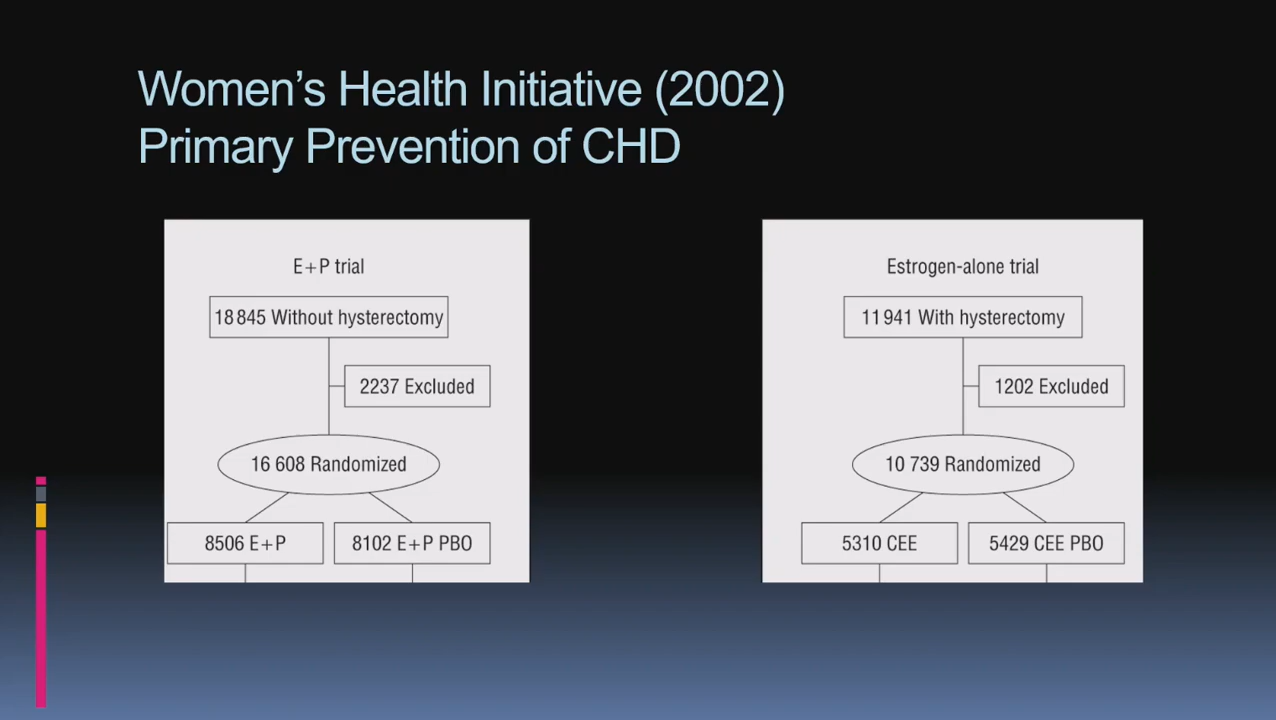 Women’s Health Initiative (2002)
Primary Prevention of CHD
E+P trial
18 845 Without hysterectomy
2237 Excluded
16 608 Randomized
8506 E+P
8102 E+P PBO
Estrogen-alone trial
11 941 With hysterectomy
1202 Excluded
10 739 Randomized
5310 CEE
5429 CEE PBO